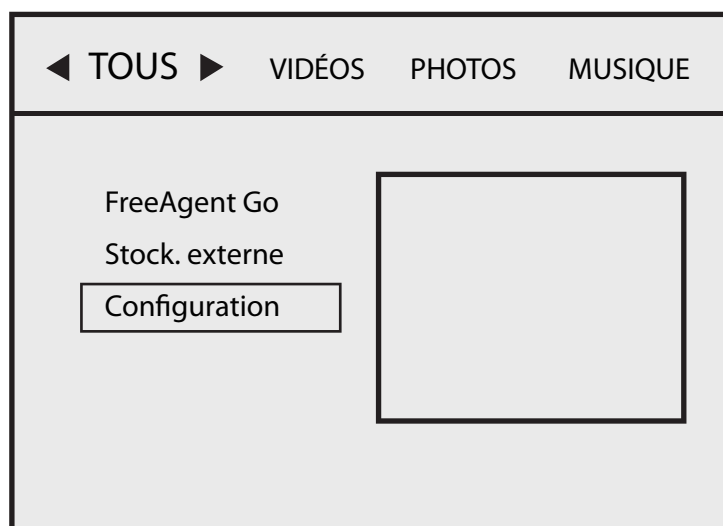 TOUS VIDÉOS PHOTOS MUSIQUE
FreeAgent Go
Stock. externe
Configuration